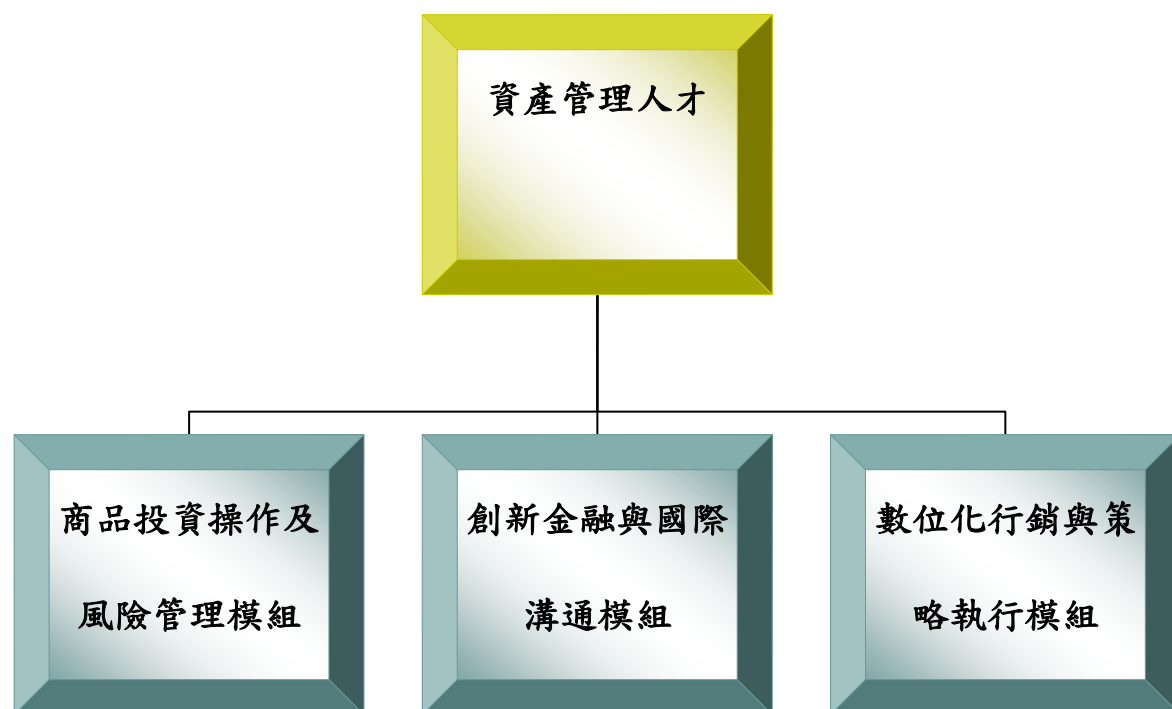 資產管理人才
商品投資操作及
風險管理模組
創新金融與國際
溝通模組
數位化行銷與策
略執行模組